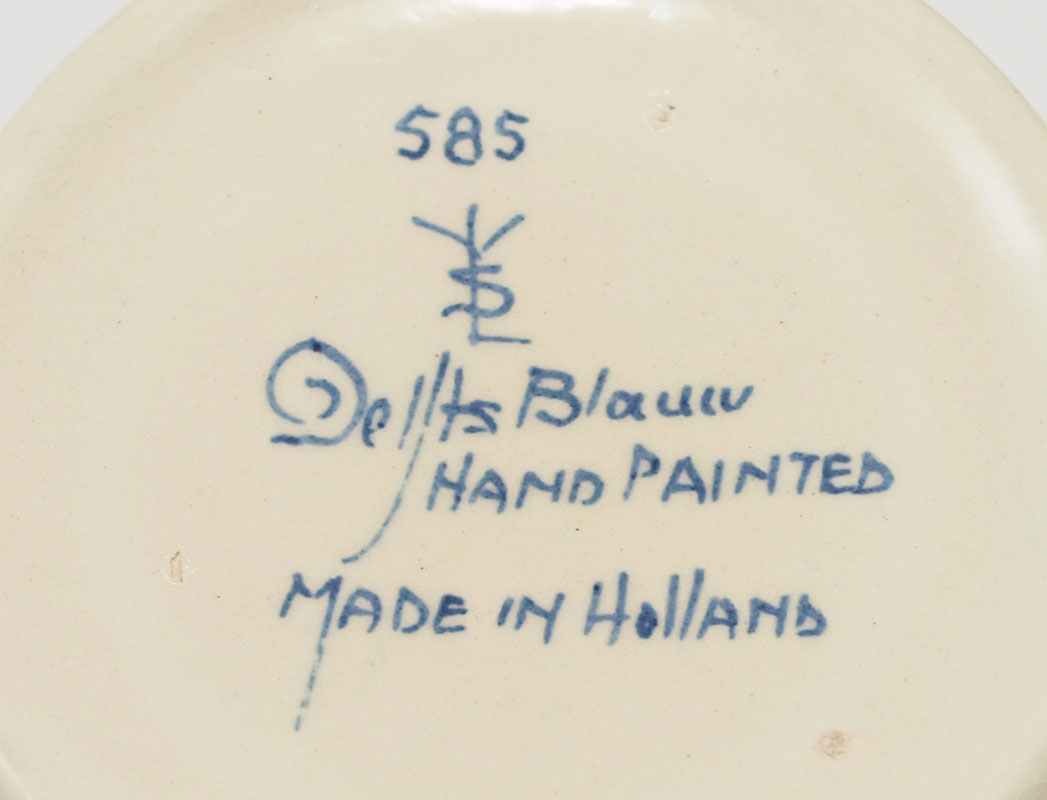 585
Delfts Blauw
HAND PAINTED
MADE IN HollAND